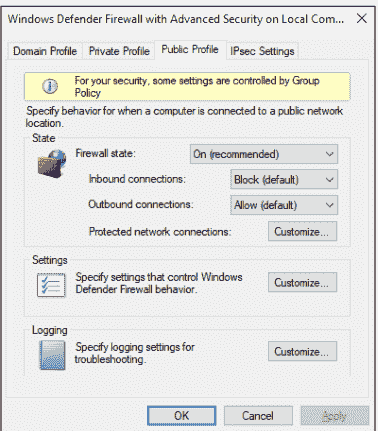 Windows Defender Firewall with Advanced Security on Local Com...
Domain Profile Private Profile Public Profile IPsec Settings
For your security, some settings are controlled by Group
Policy
Specify behavior for when a computer is connected to a public network
location.
State
Firewall state: On (recommended)
Inbound connections: Block (default)
Outbound connections: Allow (default)
Protected network connections: Customize...
Settings
Specify settings that control Windows
Defender Firewall behavior.
Customize...
Logging
Specify logging settings for
troubleshooting.
Customize...
OK Cancel Apply